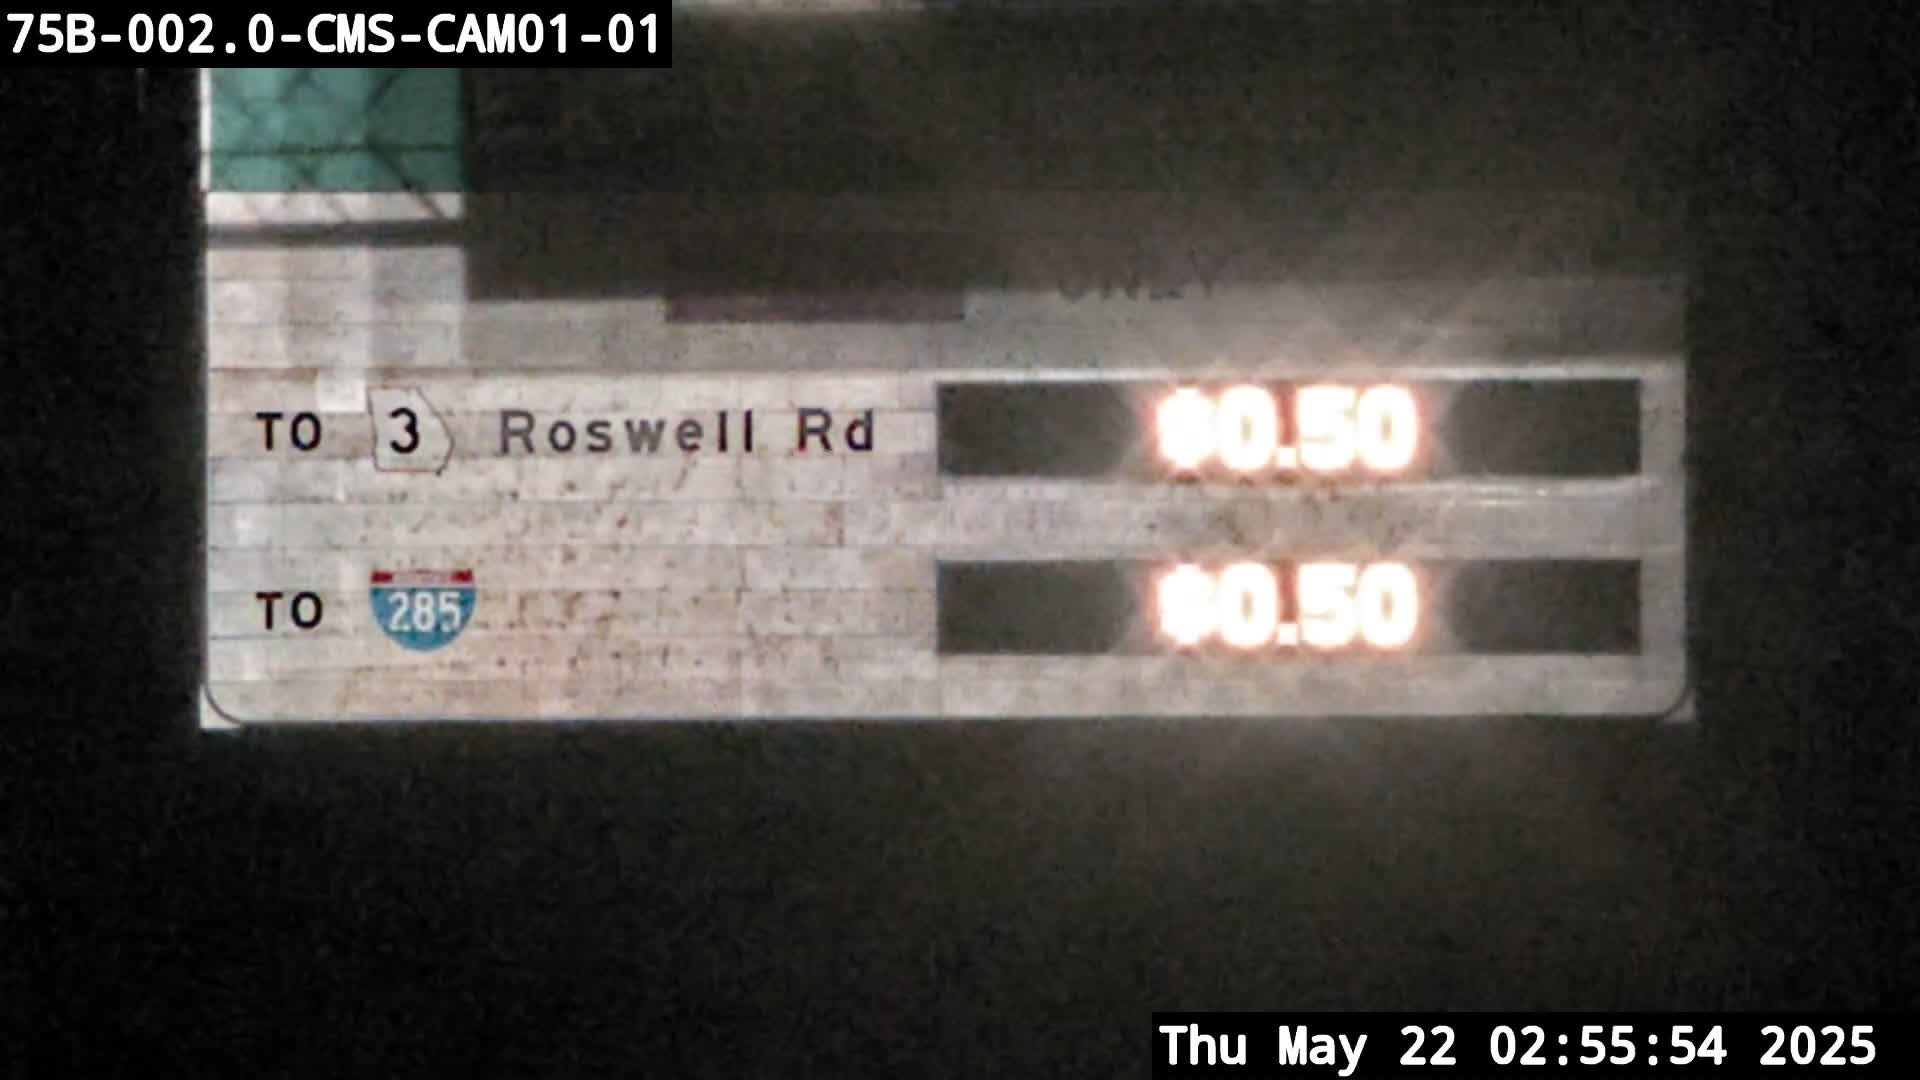 75B-002.0-CMS-CAM01-01
ONLY
TO 3 Roswell Rd $0.50
TO 285 $0.50
Thu May 22 02:55:54 2025